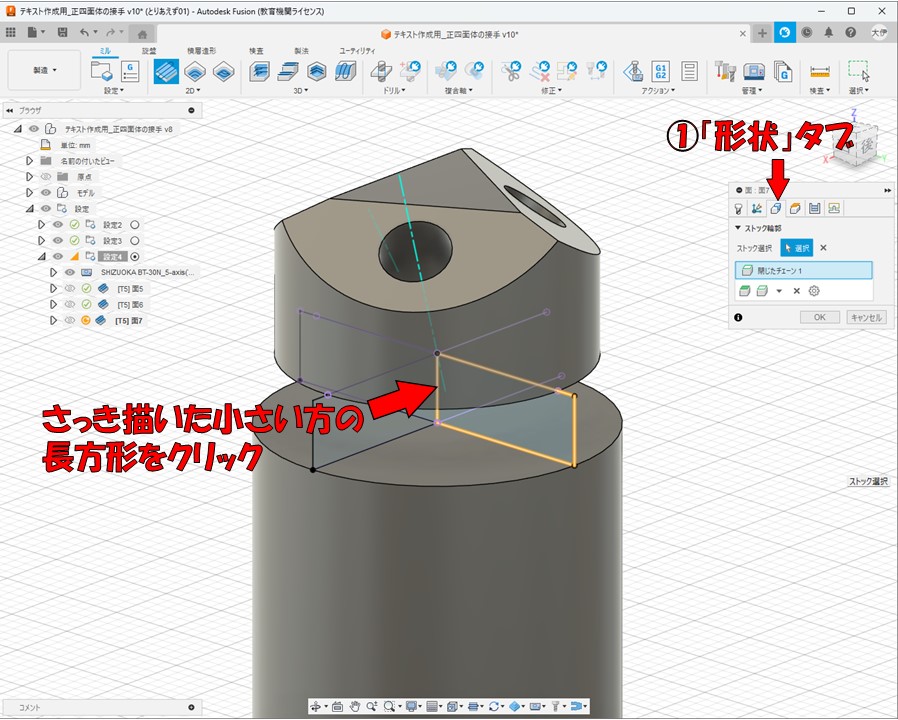 テキスト作成用_正四面体の接手 v10* (とりあえず01) - Autodesk Fusion (教育機関ライセンス)
テキスト作成用_正四面体の接手 v10*
大伊
ミル 旋盤 積層造形 検査 製法 ユーティリティ
製造
G1
G2
設定 2D 3D ドリル 複合軸 修正 アクション 管理 検査 選択
ブラウザ
テキスト作成用_正四面体の接手 v8
単位: mm
名前の付いたビュー
原点
モデル
設定
設定2
設定3
設定4
SHIZUOKA BT-30N_5-axis(...
[T5] 面5
[T5] 面6
[T5] 面7
①「形状」タブ
Z
X
Y
後
面 : 面7
ストック輪郭
ストック選択 選択
閉じたチェーン 1
OK キャンセル
さっき描いた小さい方の
長方形をクリック
ストック選択
コメント